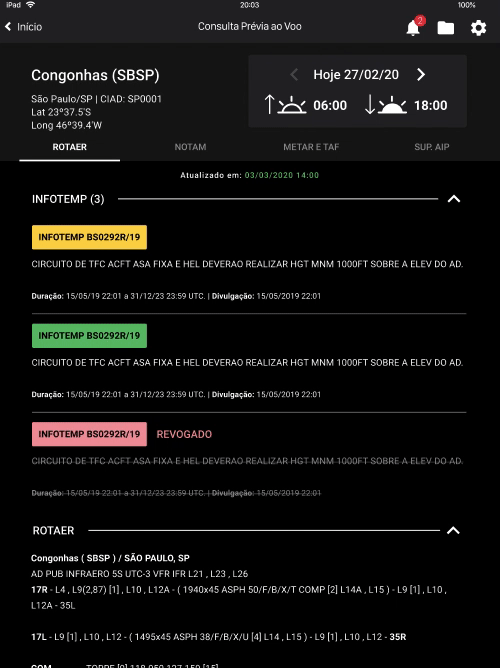 iPad 20:03 100%
Início Consulta Prévia ao Voo 2
Congonhas (SBSP) Hoje 27/02/20
São Paulo/SP | CIAD: SP0001
Lat 23º37.5'S 06:00 18:00
Long 46º39.4'W
ROTAER NOTAM METAR E TAF SUP. AIP
Atualizado em: 03/03/2020 14:00
INFOTEMP (3)
INFOTEMP BS0292R/19
CIRCUITO DE TFC ACFT ASA FIXA E HEL DEVERAO REALIZAR HGT MNM 1000FT SOBRE A ELEV DO AD.
Duração: 15/05/19 22:01 a 31/12/23 23:59 UTC. | Divulgação: 15/05/2019 22:01
INFOTEMP BS0292R/19
CIRCUITO DE TFC ACFT ASA FIXA E HEL DEVERAO REALIZAR HGT MNM 1000FT SOBRE A ELEV DO AD.
Duração: 15/05/19 22:01 a 31/12/23 23:59 UTC. | Divulgação: 15/05/2019 22:01
INFOTEMP BS0292R/19 REVOGADO
CIRCUITO DE TFC ACFT ASA FIXA E HEL DEVERAO REALIZAR HGT MNM 1000FT SOBRE A ELEV DO AD.
Duração: 15/05/19 22:01 a 31/12/23 23:59 UTC. | Divulgação: 15/05/2019 22:01
ROTAER
Congonhas ( SBSP ) / SÃO PAULO, SP
AD PUB INFRAERO 5S UTC-3 VFR IFR L21 , L23 , L26
17R - L4 , L9(2,87) [1] , L10 , L12A - ( 1940x45 ASPH 50/F/B/X/T COMP [2] L14A , L15 ) - L9 [1] , L10 ,
L12A - 35L
17L - L9 [1] , L10 , L12 - ( 1495x45 ASPH 38/F/B/X/U [4] L14 , L15 ) - L9 [1] , L10 , L12 - 35R
COM TORRE [0] 118,050 127,150 [15]